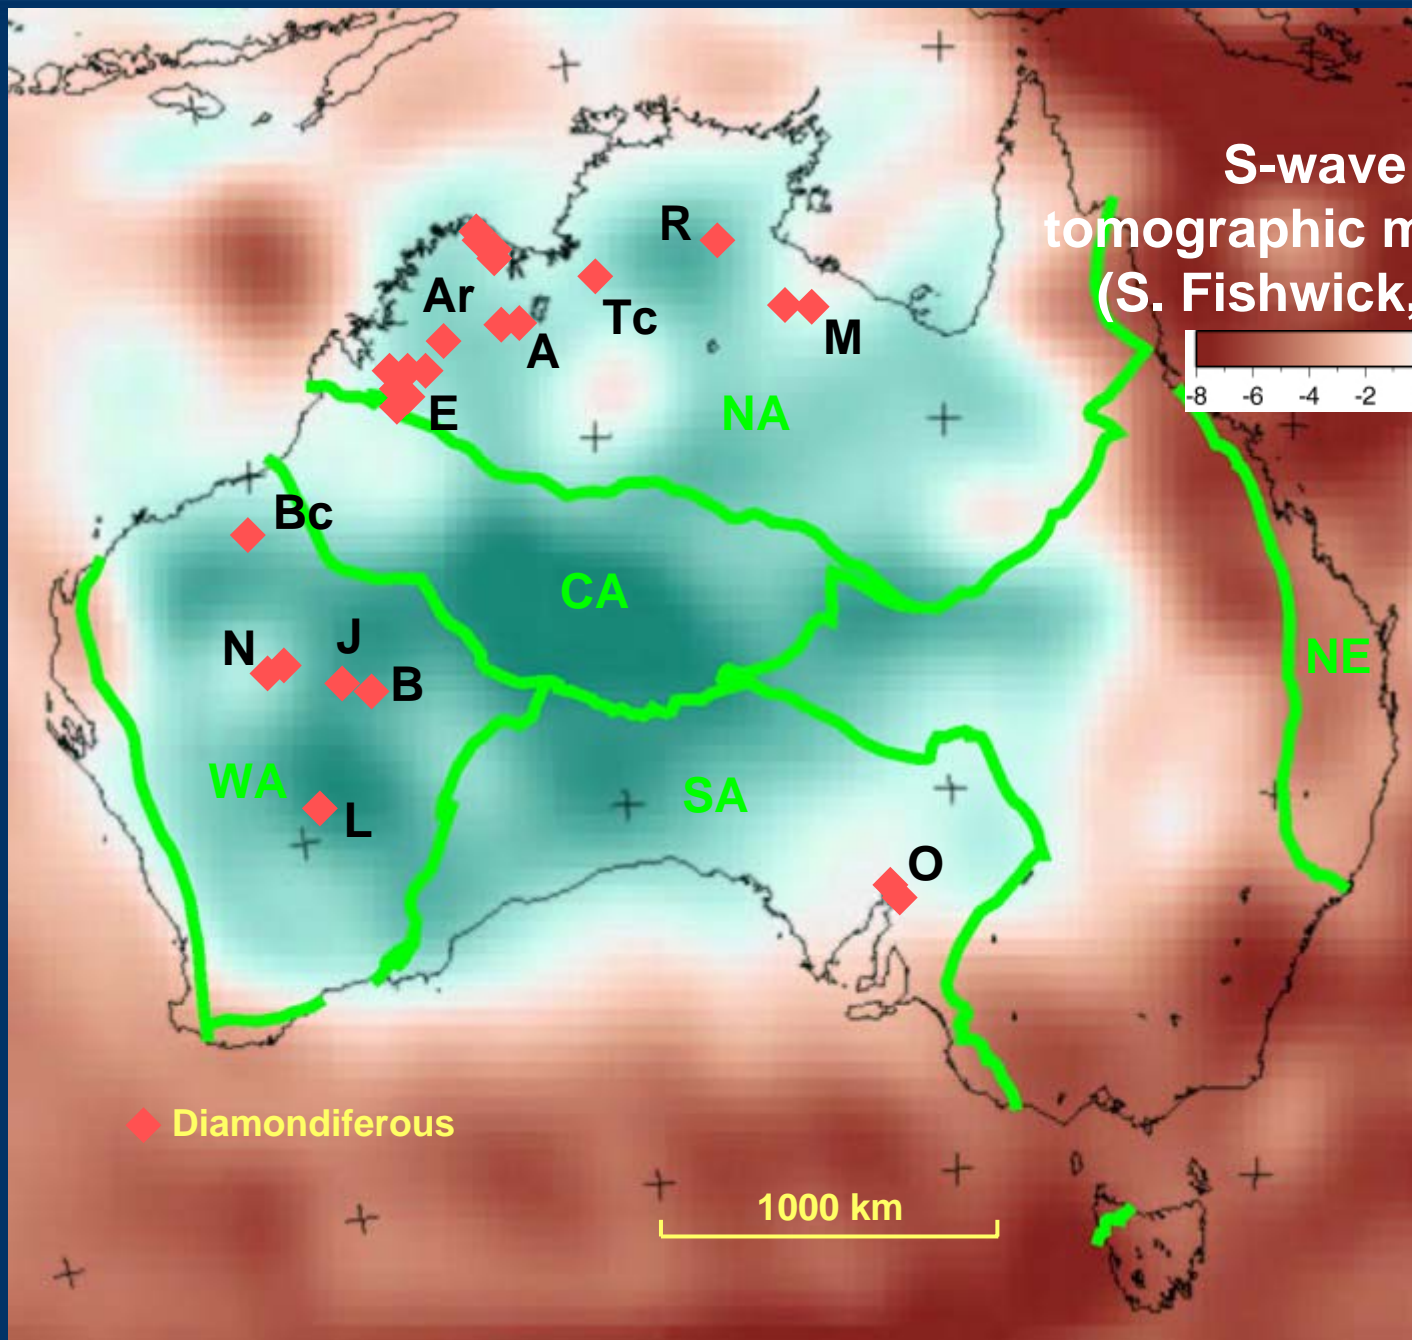 S-wave
tomographic m
(S. Fishwick,
-8 -6 -4 -2
R
Ar
Tc
A
M
E
NA
Bc
CA
N
J
B
NE
WA
SA
L
O
Diamondiferous
1000 km